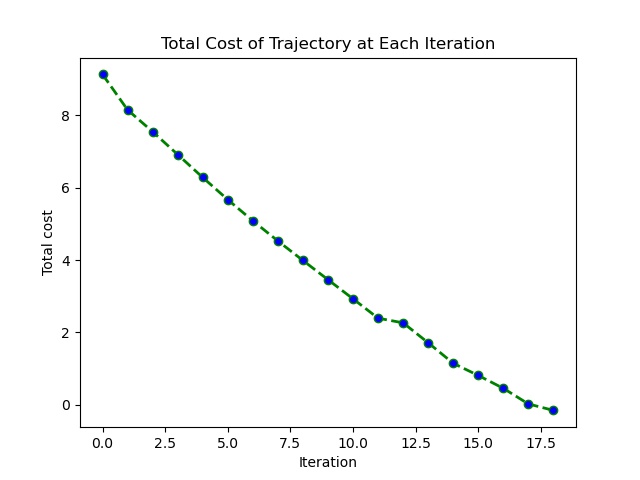 Total Cost of Trajectory at Each Iteration
Total cost
8
6
4
2
0
0.0 2.5 5.0 7.5 10.0 12.5 15.0 17.5
Iteration